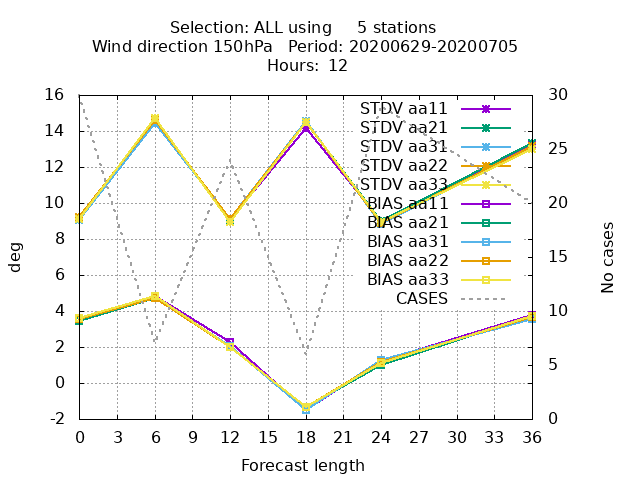 Selection: ALL using     5 stations
Wind direction 150hPa   Period: 20200629-20200705
Hours: 12
deg
16
14
12
10
8
6
4
2
0
-2
STDV aa11
STDV aa21
STDV aa31
STDV aa22
STDV aa33
BIAS aa11
BIAS aa21
BIAS aa31
BIAS aa22
BIAS aa33
CASES
30
25
20
15
10
5
0
No cases
0 3 6 9 12 15 18 21 24 27 30 33 36
Forecast length